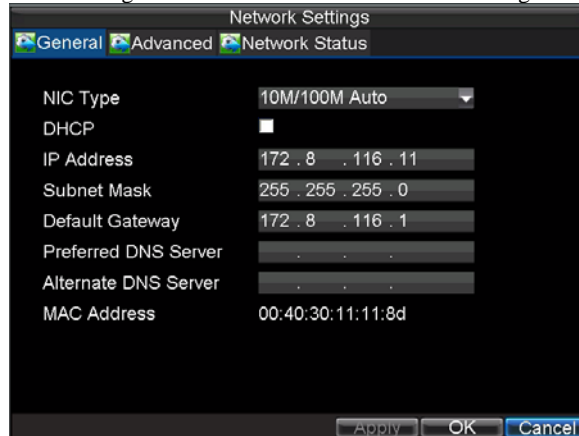 Network Settings
General Advanced Network Status
NIC Type 10M/100M Auto
DHCP
IP Address 172 . 8 . 116 . 11
Subnet Mask 255 . 255 . 255 . 0
Default Gateway 172 . 8 . 116 . 1
Preferred DNS Server . . .
Alternate DNS Server . . .
MAC Address 00:40:30:11:11:8d
Apply OK Cancel